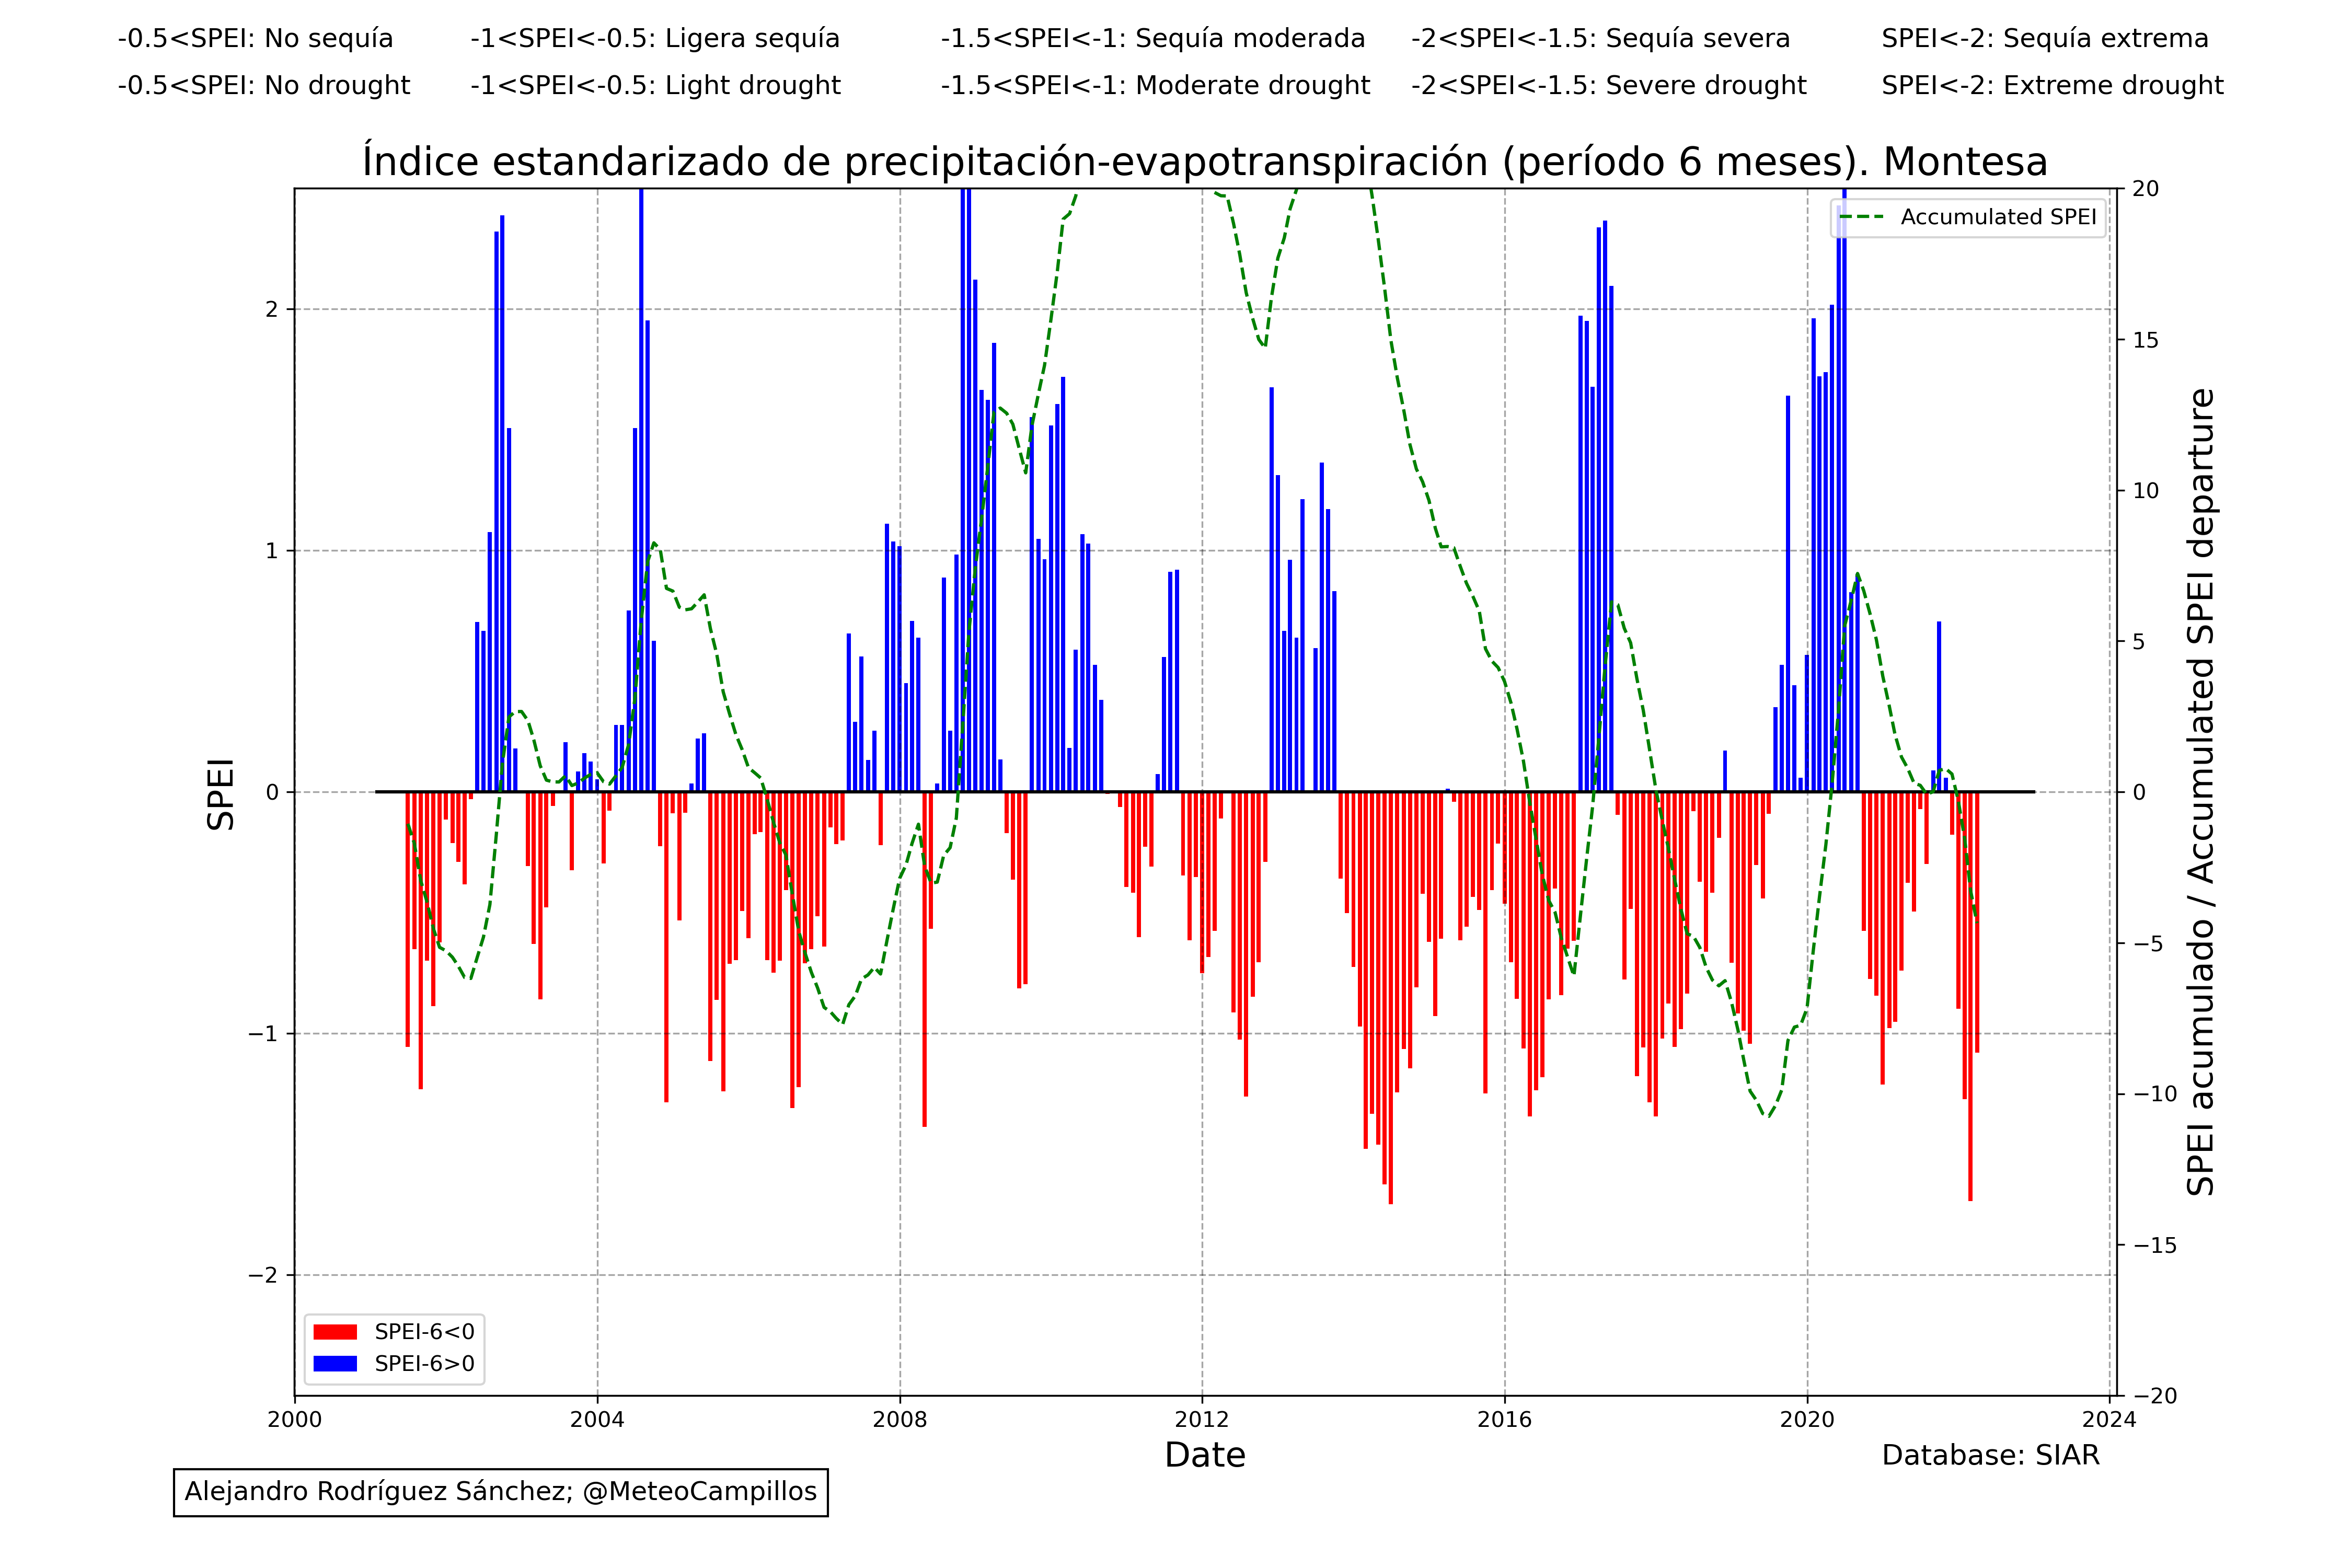 -0.5<SPEI: No sequía -1<SPEI<-0.5: Ligera sequía -1.5<SPEI<-1: Sequía moderada -2<SPEI<-1.5: Sequía severa SPEI<-2: Sequía extrema
-0.5<SPEI: No drought -1<SPEI<-0.5: Light drought -1.5<SPEI<-1: Moderate drought -2<SPEI<-1.5: Severe drought SPEI<-2: Extreme drought
Índice estandarizado de precipitación-evapotranspiración (período 6 meses). Montesa
Accumulated SPEI
SPEI
2
1
0
−1
−2
20
15
10
5
0
−5
−10
−15
−20
SPEI acumulado / Accumulated SPEI departure
SPEI-6<0
SPEI-6>0
2000 2004 2008 2012 2016 2020 2024
Date
Database: SIAR
Alejandro Rodríguez Sánchez; @MeteoCampillos